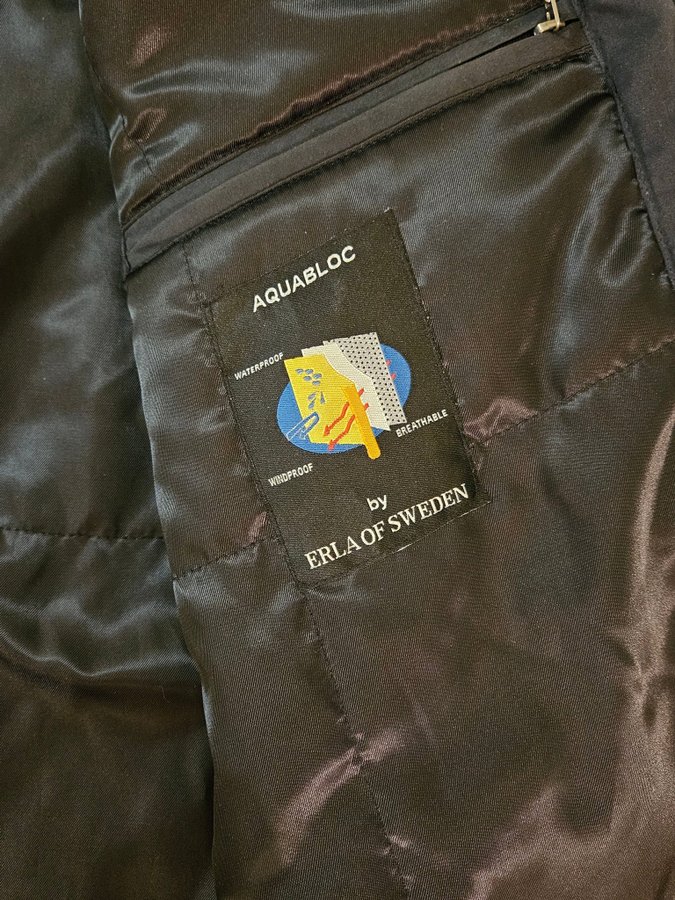 AQUABLOC
WATERPROOF
BREATHABLE
WINDPROOF
by
ERLA OF SWEDEN